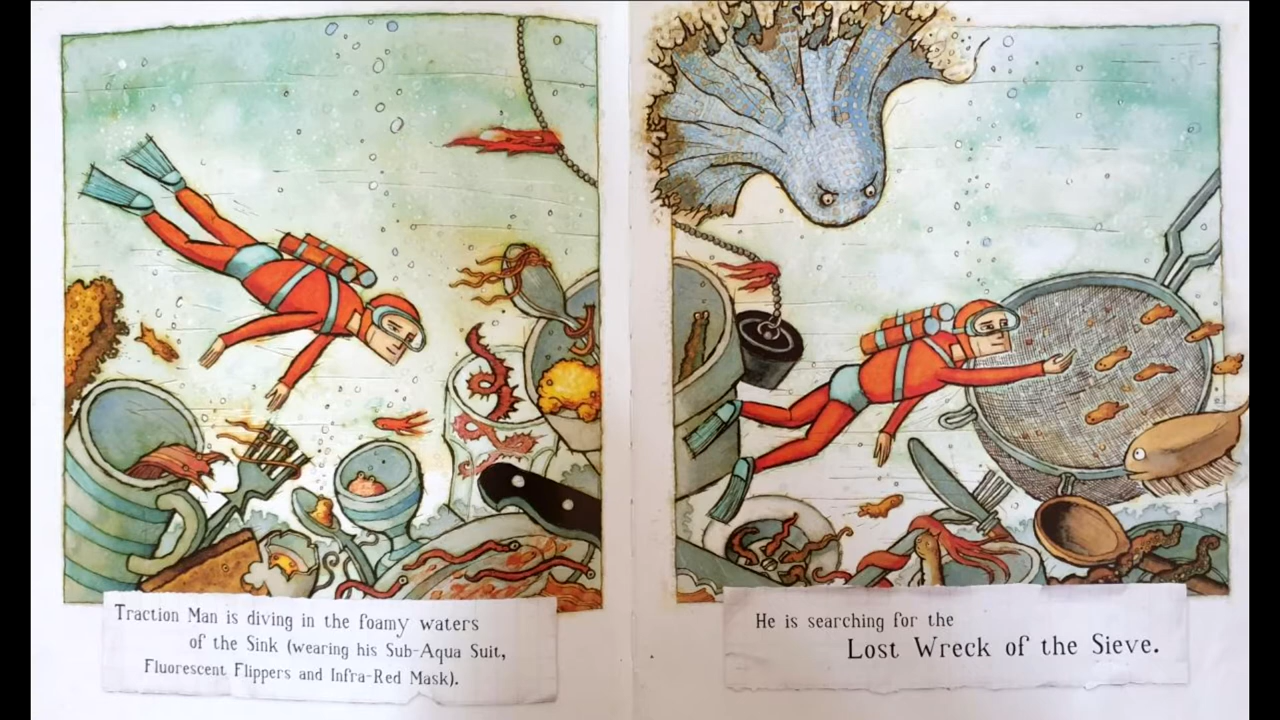 Traction Man is diving in the foamy waters
of the Sink (wearing his Sub-Aqua Suit,
Fluorescent Flippers and Infra-Red Mask).
He is searching for the
Lost Wreck of the Sieve.